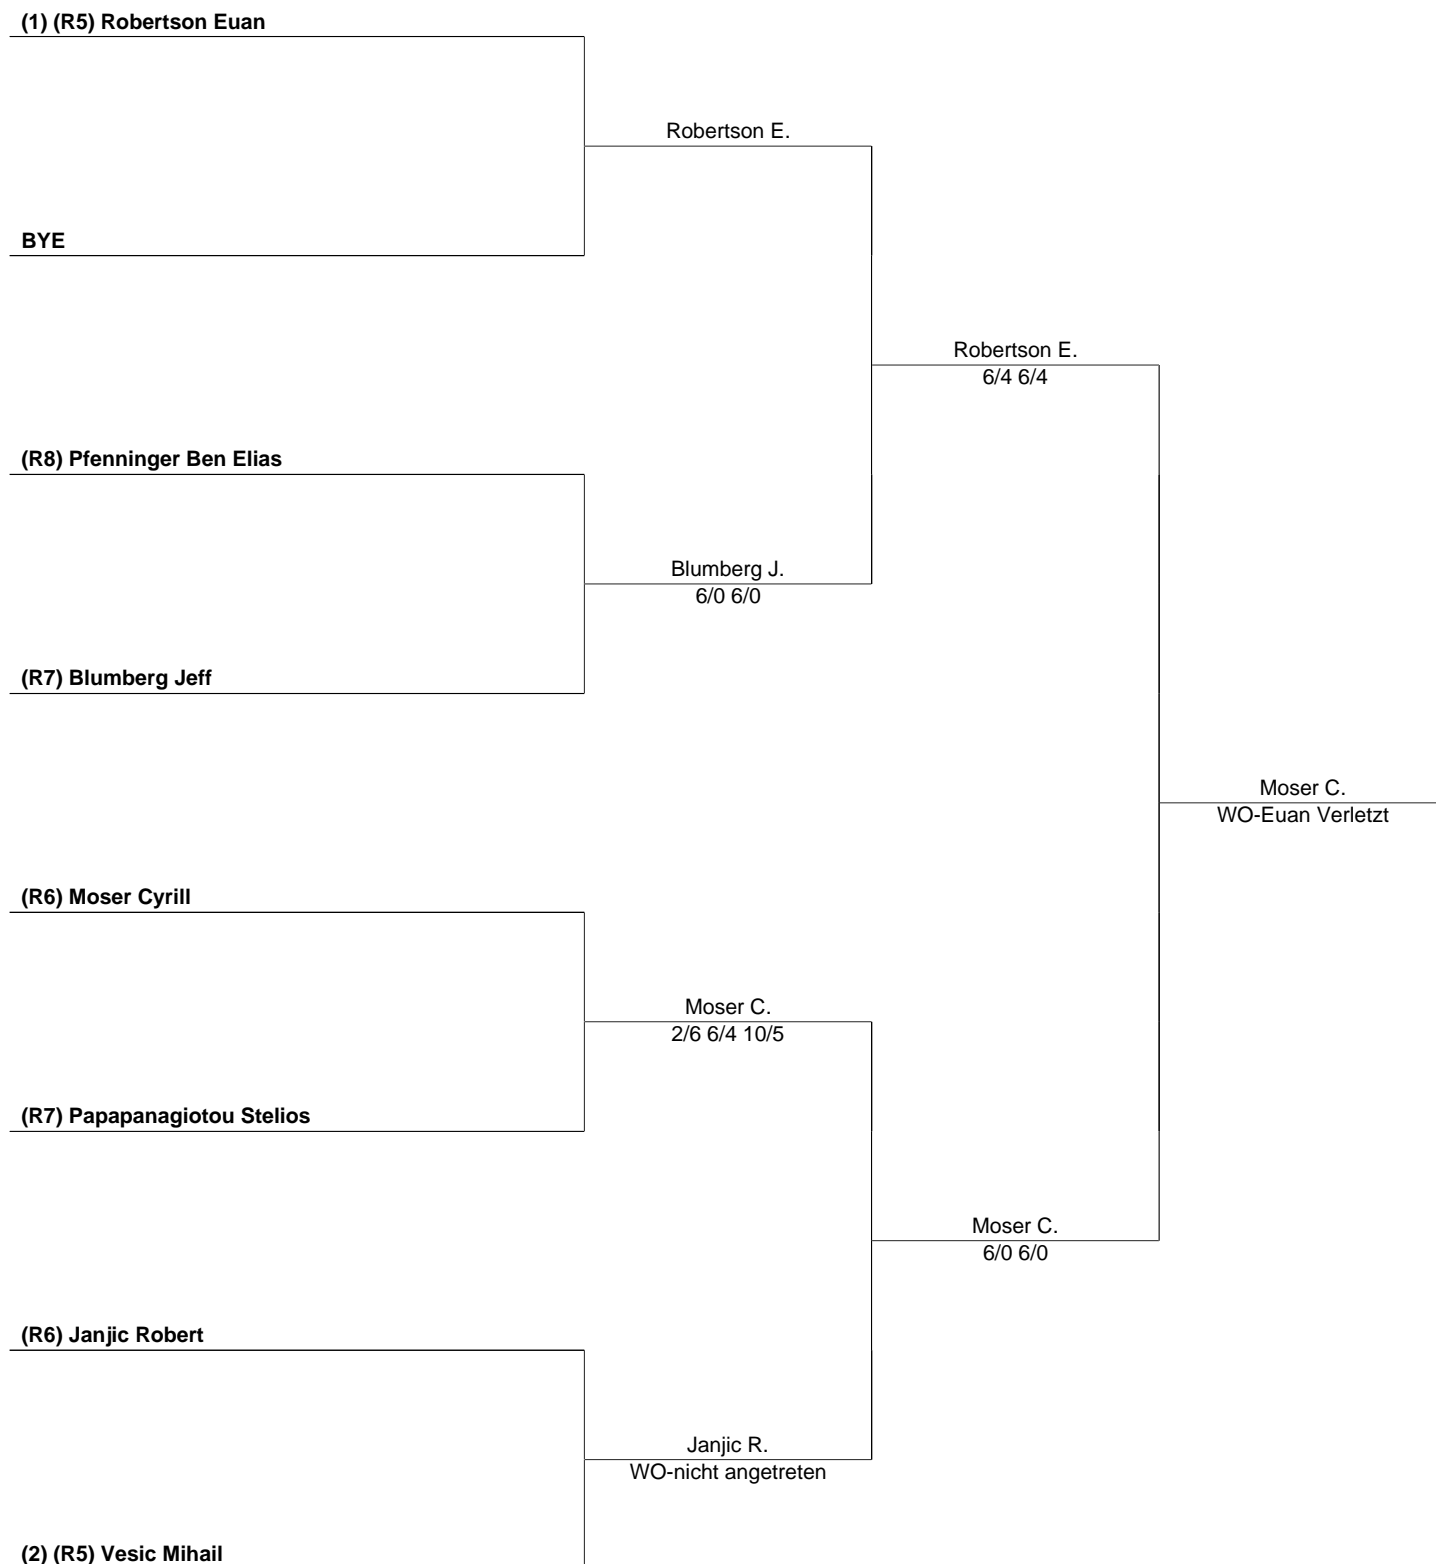 (1) (R5) Robertson Euan
Robertson E.
BYE
Robertson E.
6/4 6/4
(R8) Pfenninger Ben Elias
Blumberg J.
6/0 6/0
(R7) Blumberg Jeff
Moser C.
WO-Euan Verletzt
(R6) Moser Cyrill
Moser C.
2/6 6/4 10/5
(R7) Papapanagiotou Stelios
Moser C.
6/0 6/0
(R6) Janjic Robert
Janjic R.
WO-nicht angetreten
(2) (R5) Vesic Mihail